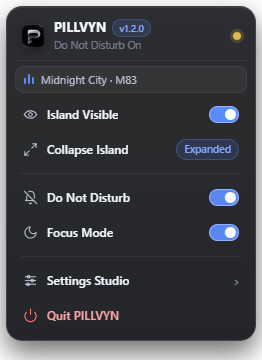 PILLVYN v1.2.0
Do Not Disturb On
Midnight City · M83
Island Visible
Collapse Island Expanded
Do Not Disturb
Focus Mode
Settings Studio
Quit PILLVYN